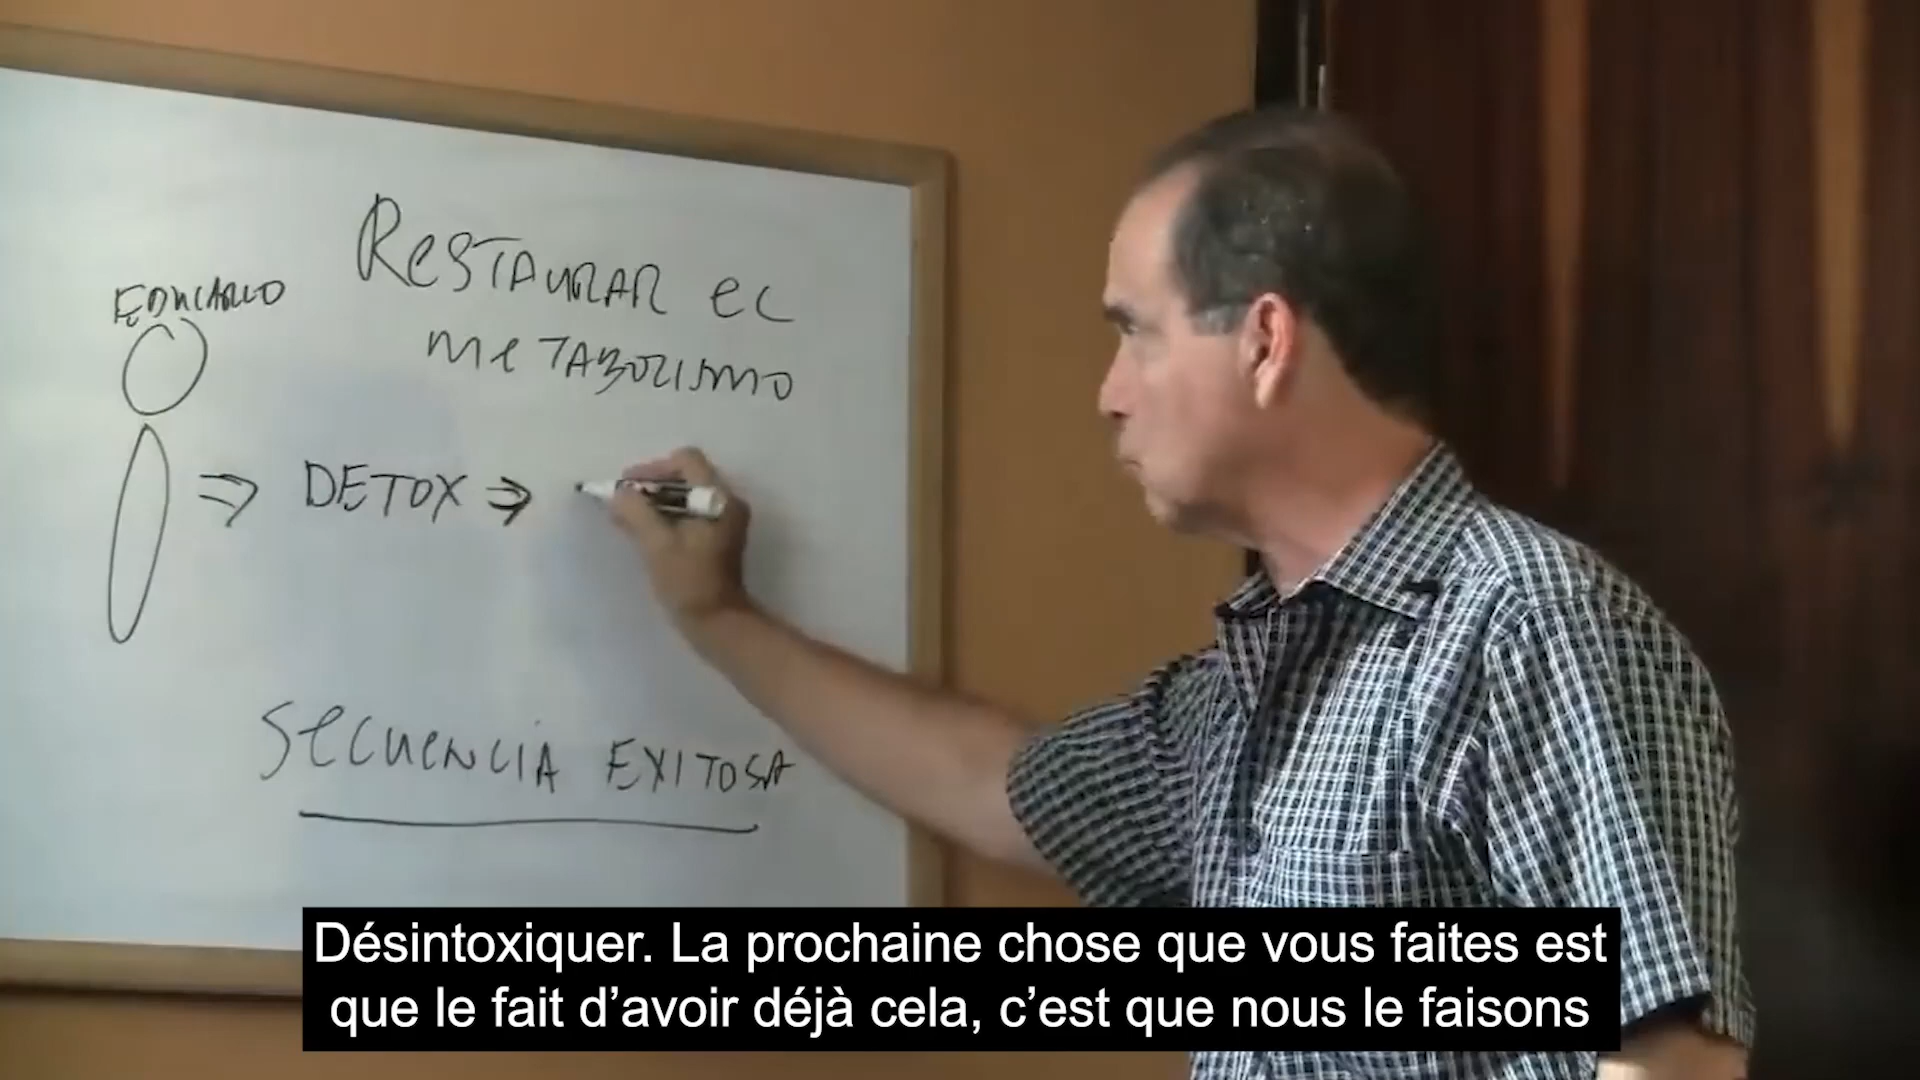 RESTAURAR EL
METABOLISMO
EDUCARLO
⇒ DETOX ⇒
SECUENCIA EXITOSA
Désintoxiquer. La prochaine chose que vous faites est
que le fait d’avoir déjà cela, c’est que nous le faisons